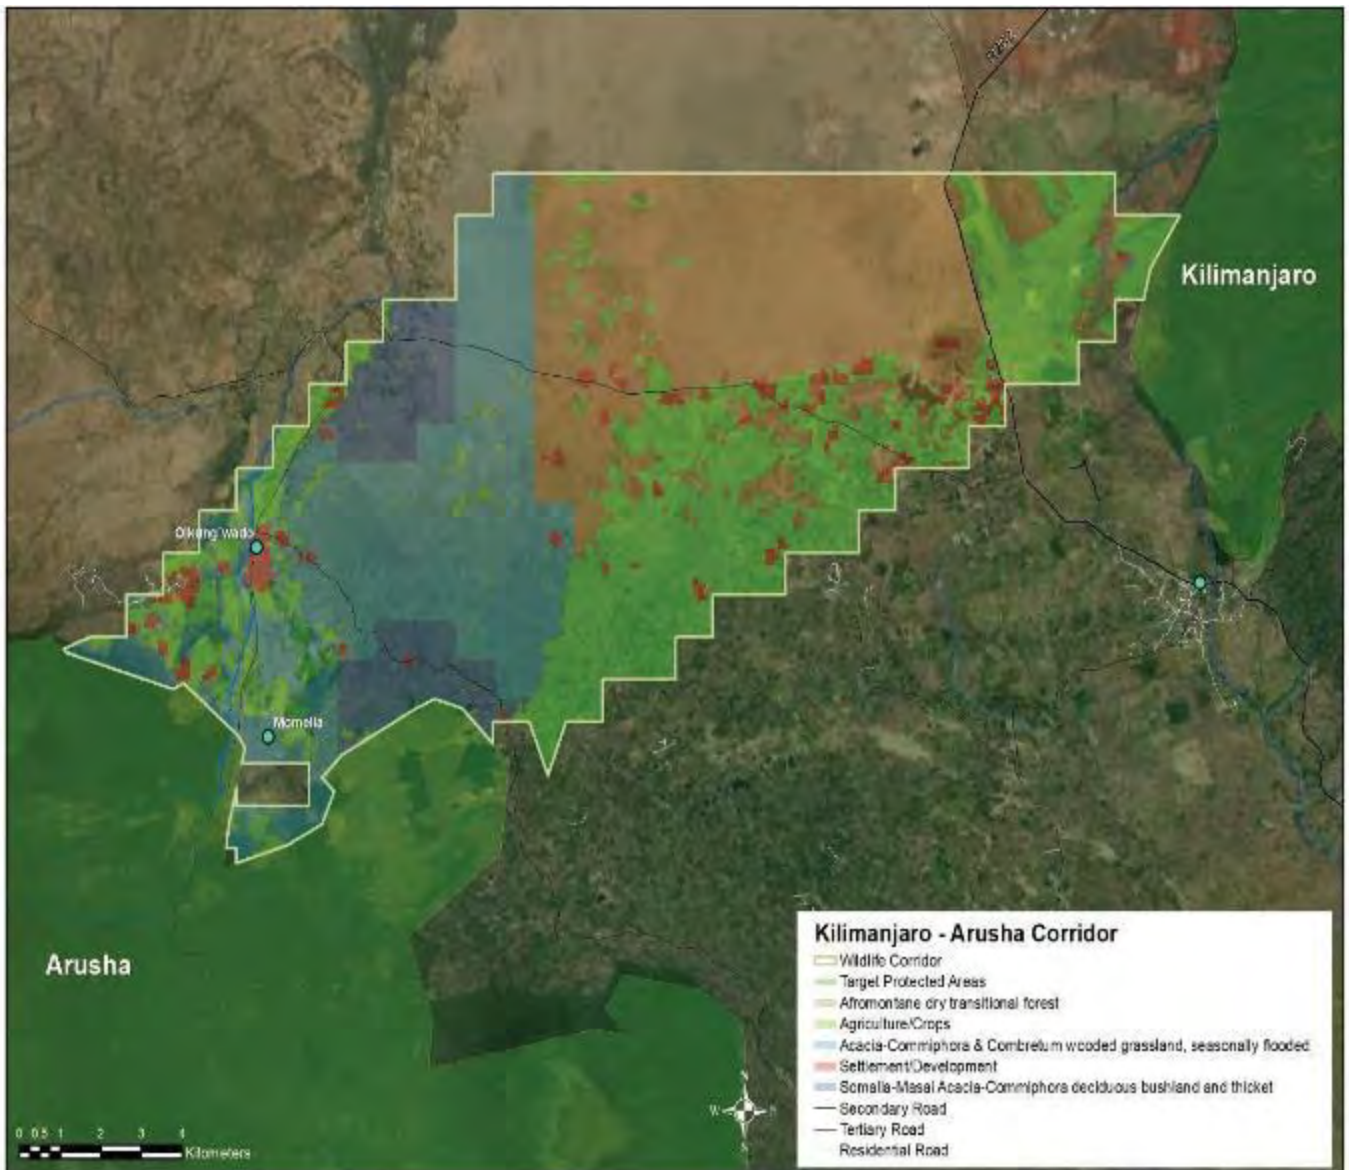 Kilimanjaro
Momella
Arusha
Kilimanjaro - Arusha Corridor
Wildlife Corridor
Target Protected Areas
Afromontane dry transitional forest
Agriculture/Crops
Acacia-Commiphora & Combretum wooded grassland, seasonally flooded
Settlement/Development
Somalia-Masai Acacia-Commiphora deciduous bushland and thicket
Secondary Road
Tertiary Road
Residential Road
N
W
S
0 0.5 1 2 3 4
Kilometers